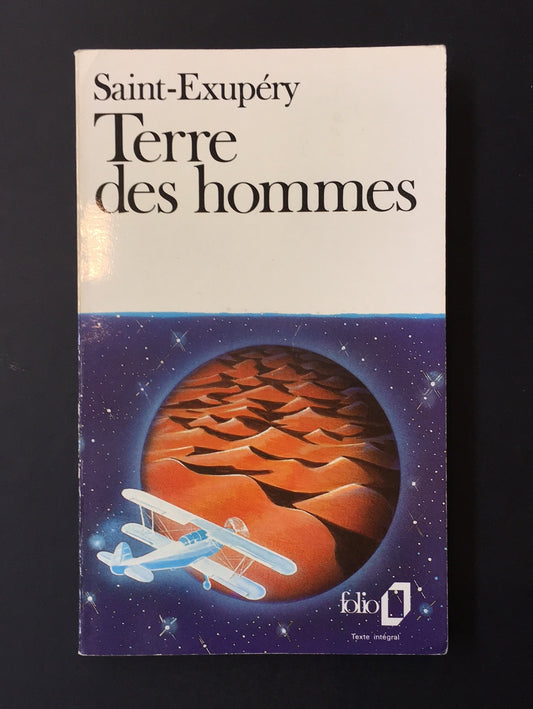 Saint-Exupéry
Terre
des hommes
folio
Texte intégral